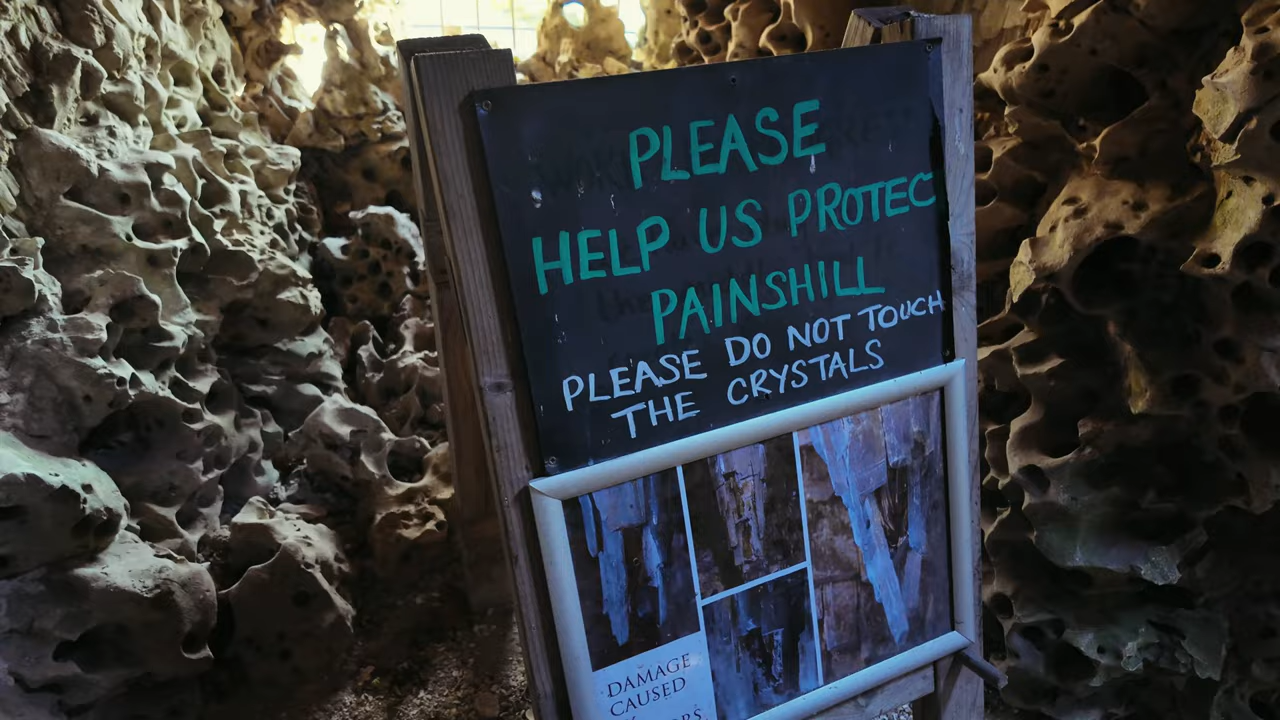 PLEASE
HELP US PROTEC
PAINSHILL
PLEASE DO NOT TOUCH
THE CRYSTALS
DAMAGE
CAUSED